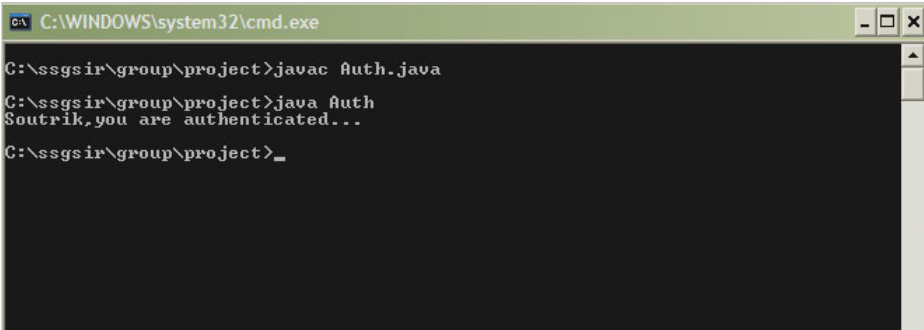 C:\WINDOWS\system32\cmd.exe
C:\ssgsir\group\project>javac Auth.java
C:\ssgsir\group\project>java Auth
Soutrik,you are authenticated...
C:\ssgsir\group\project>_